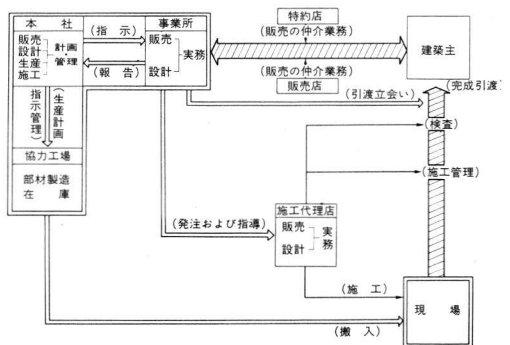 本社
販売
設計
生産
施工
計画・管理
(指示)
(報告)
事業所
販売
設計
実務
特約店
(販売の仲介業務)
(販売の仲介業務)
販売店
建築主
(引渡立会い)
(完成引渡)
(検査)
(施工管理)
(生産計画
指示管理)
協力工場
部材製造
在庫
(発注および指導)
施工代理店
販売
設計
実務
(施工)
現場
(搬入)